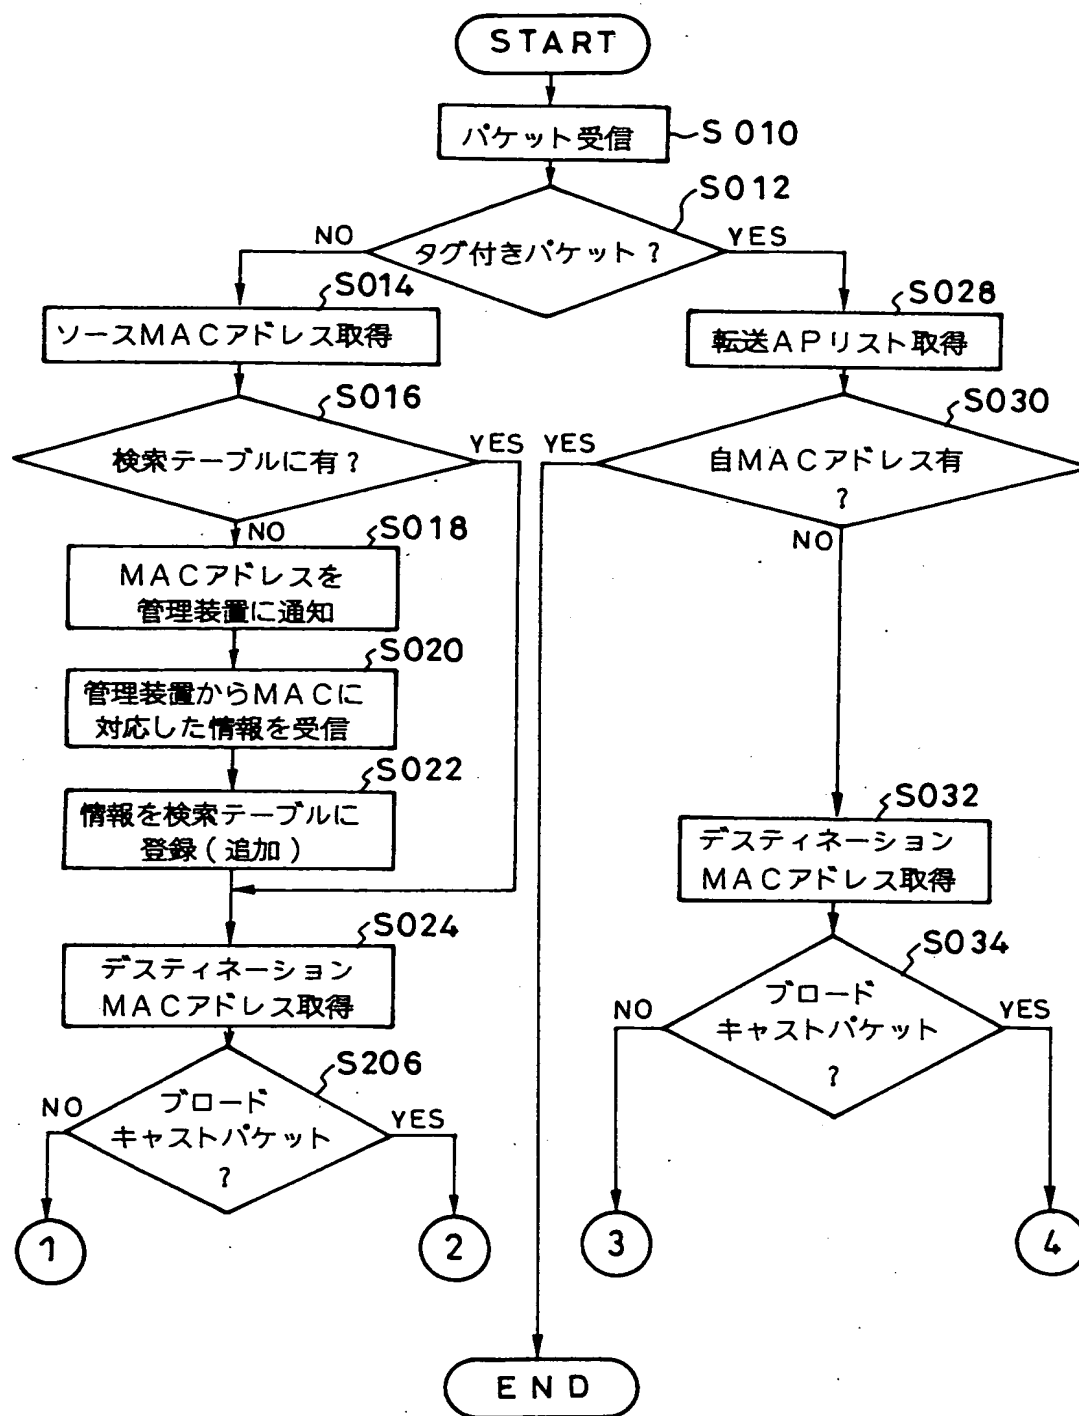 START
パケット受信
S010
S012
タグ付きパケット?
NO
YES
S014
ソースMACアドレス取得
S016
検索テーブルに有?
YES
NO
S018
MACアドレスを
管理装置に通知
S020
管理装置からMACに
対応した情報を受信
S022
情報を検索テーブルに
登録(追加)
S024
デスティネーション
MACアドレス取得
S206
ブロード
キャストパケット
?
NO
YES
1
2
S028
転送APリスト取得
S030
自MACアドレス有
?
YES
NO
S032
デスティネーション
MACアドレス取得
S034
ブロード
キャストパケット
?
NO
YES
3
4
END